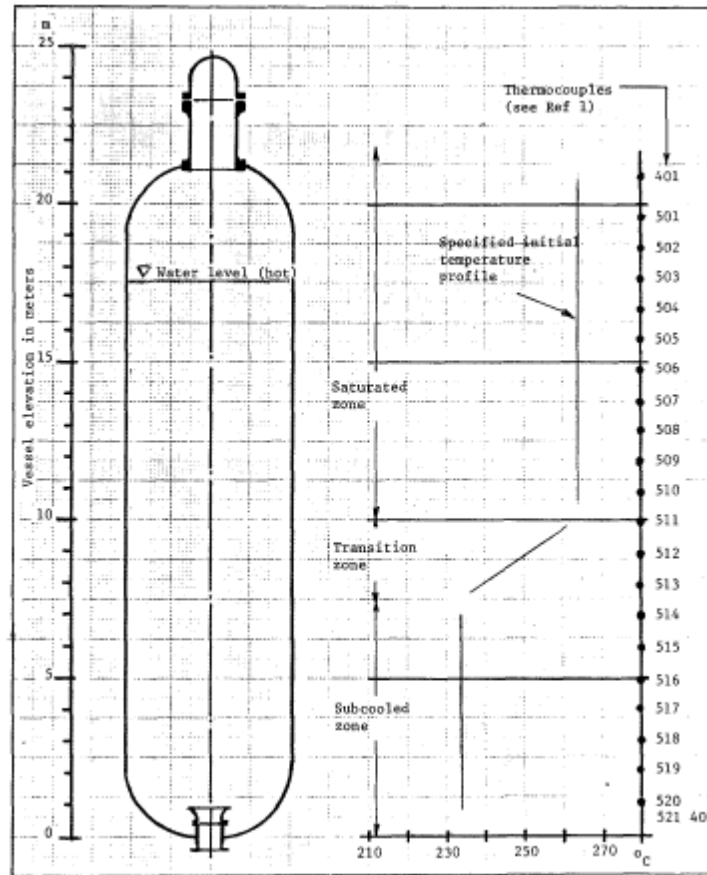 m
25
20
15
10
5
0
Vessel elevation in meters
Water level (hot)
Thermocouples
(see Ref 1)
Specified initial
temperature
profile
Saturated
zone
Transition
zone
Subcooled
zone
401
501
502
503
504
505
506
507
508
509
510
511
512
513
514
515
516
517
518
519
520
521 40
210
230
250
270
°C